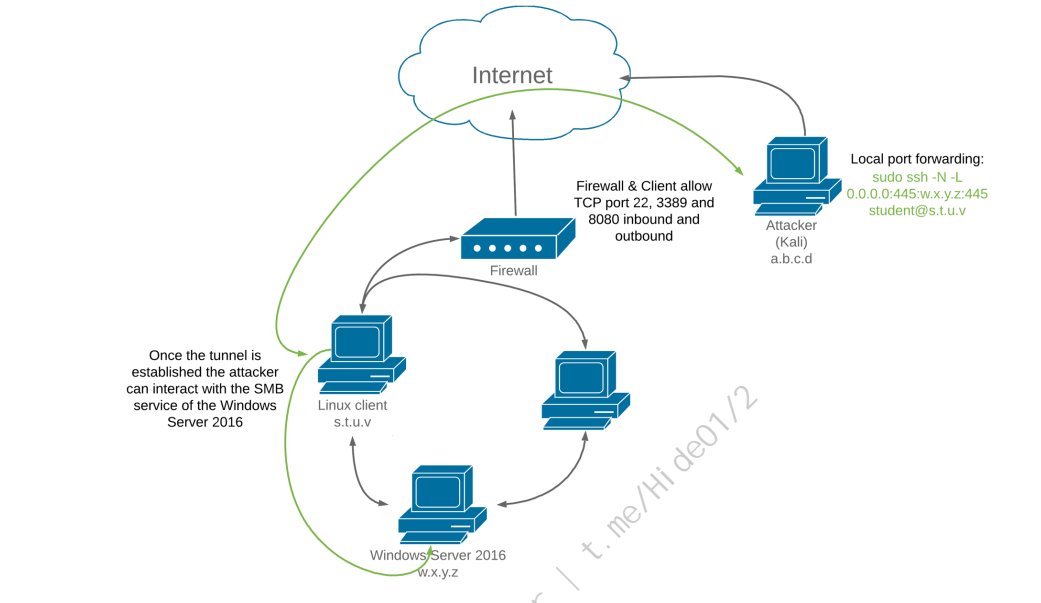 Internet
Local port forwarding:
sudo ssh -N -L
0.0.0.0:445:w.x.y.z:445
student@s.t.u.v
Attacker
(Kali)
a.b.c.d
Firewall & Client allow
TCP port 22, 3389 and
8080 inbound and
outbound
Firewall
Once the tunnel is
established the attacker
can interact with the SMB
service of the Windows
Server 2016
Linux client
s.t.u.v
Windows Server 2016
w.x.y.z
| t.me/Hide01/2